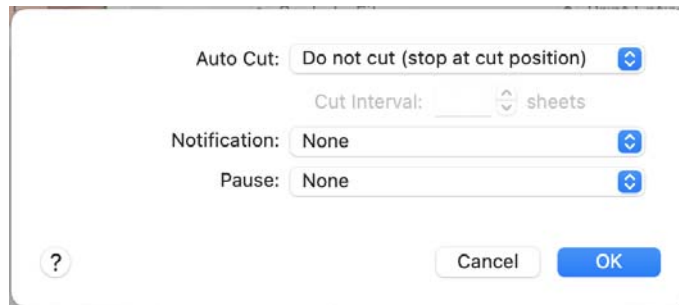 Auto Cut: Do not cut (stop at cut position)
Cut Interval: sheets
Notification: None
Pause: None
? Cancel OK